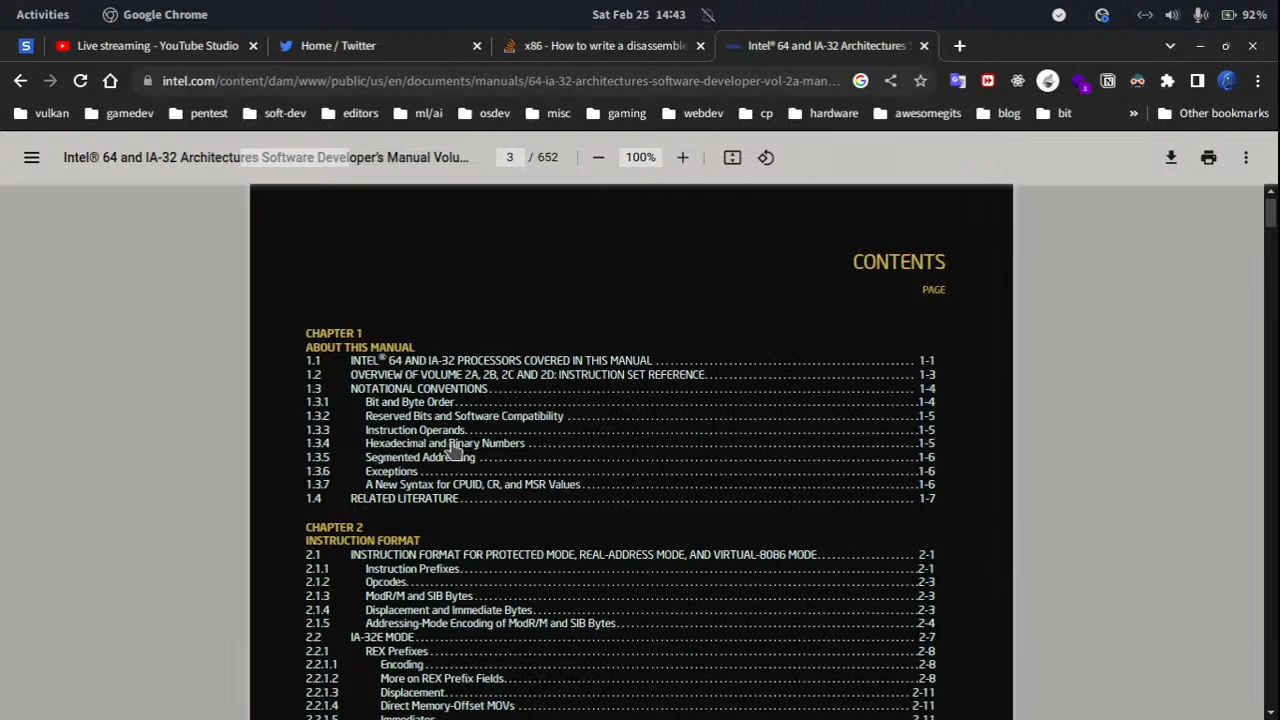 Activities Google Chrome Sat Feb 25 14:43 92%
S Live streaming - YouTube Studio Home / Twitter x86 - How to write a disassemble Intel® 64 and IA-32 Architectures
intel.com/content/dam/www/public/us/en/documents/manuals/64-ia-32-architectures-software-developer-vol-2a-man...
vulkan gamedev pentest soft-dev editors ml/ai osdev misc gaming webdev cp hardware awesomegits blog bit » Other bookmarks
Intel® 64 and IA-32 Architectures Software Developer's Manual Volu... 3 / 652 100%
CONTENTS
PAGE
CHAPTER 1
ABOUT THIS MANUAL
1.1 INTEL® 64 AND IA-32 PROCESSORS COVERED IN THIS MANUAL 1-1
1.2 OVERVIEW OF VOLUME 2A, 2B, 2C AND 2D: INSTRUCTION SET REFERENCE 1-3
1.3 NOTATIONAL CONVENTIONS 1-4
1.3.1 Bit and Byte Order 1-4
1.3.2 Reserved Bits and Software Compatibility 1-5
1.3.3 Instruction Operands 1-5
1.3.4 Hexadecimal and Binary Numbers 1-5
1.3.5 Segmented Addressing 1-6
1.3.6 Exceptions 1-6
1.3.7 A New Syntax for CPUID, CR, and MSR Values 1-6
1.4 RELATED LITERATURE 1-7
CHAPTER 2
INSTRUCTION FORMAT
2.1 INSTRUCTION FORMAT FOR PROTECTED MODE, REAL-ADDRESS MODE, AND VIRTUAL-8086 MODE 2-1
2.1.1 Instruction Prefixes 2-1
2.1.2 Opcodes 2-3
2.1.3 ModR/M and SIB Bytes 2-3
2.1.4 Displacement and Immediate Bytes 2-3
2.1.5 Addressing-Mode Encoding of ModR/M and SIB Bytes 2-4
2.2 IA-32E MODE 2-7
2.2.1 REX Prefixes 2-8
2.2.1.1 Encoding 2-8
2.2.1.2 More on REX Prefix Fields 2-8
2.2.1.3 Displacement 2-11
2.2.1.4 Direct Memory-Offset MOVs 2-11
2.2.1.5 Immediates 2-11